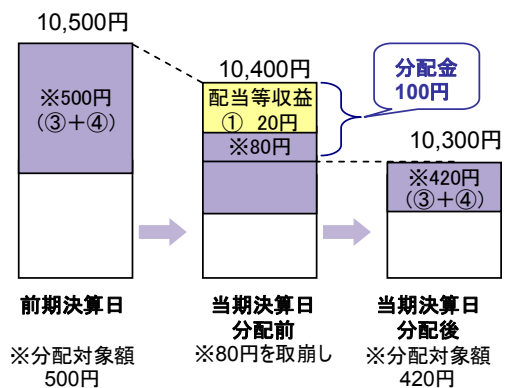 10,500円
※500円
(③+④)
10,400円
配当等収益
① 20円
※80円
分配金
100円
10,300円
※420円
(③+④)
前期決算日
※分配対象額
500円
当期決算日
分配前
※80円を取崩し
当期決算日
分配後
※分配対象額
420円